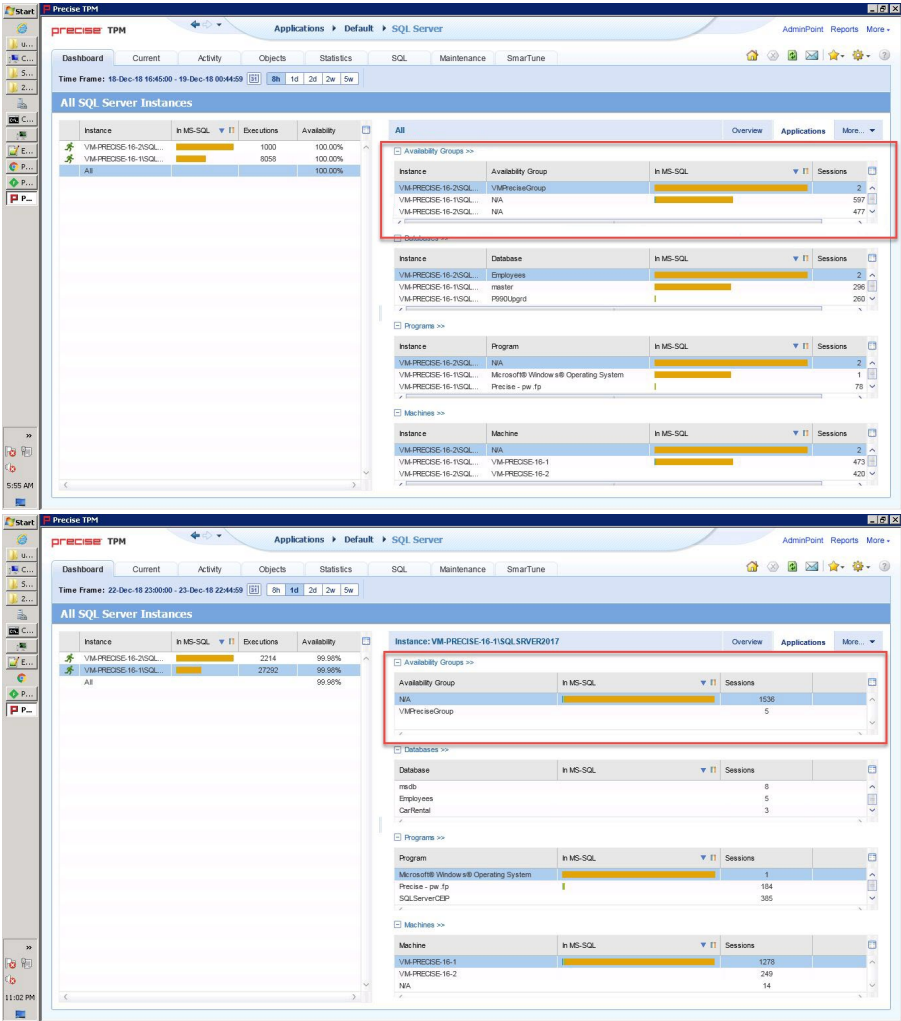 Start
Precise TPM
precise TPM
Applications Default SQL Server
AdminPoint Reports More
Dashboard Current Activity Objects Statistics SQL Maintenance SmarTune
Time Frame: 18-Dec-18 16:45:00 - 19-Dec-18 00:44:59 8h 1d 2d 2w 5w
All SQL Server Instances
Instance In MS-SQL Executions Availability
VM-PRECISE-16-2\SQL... 1000 100.00%
VM-PRECISE-16-1\SQL... 8058 100.00%
All 100.00%
All Overview Applications More...
Availability Groups >>
Instance Availability Group In MS-SQL Sessions
VM-PRECISE-16-2\SQL... VMPreciseGroup 2
VM-PRECISE-16-1\SQL... N/A 597
VM-PRECISE-16-2\SQL... N/A 477
Databases >>
Instance Database In MS-SQL Sessions
VM-PRECISE-16-2\SQL... Employees 2
VM-PRECISE-16-1\SQL... master 296
VM-PRECISE-16-1\SQL... P990Upgrd 260
Programs >>
Instance Program In MS-SQL Sessions
VM-PRECISE-16-2\SQL... N/A 2
VM-PRECISE-16-1\SQL... Microsoft® Windows® Operating System 1
VM-PRECISE-16-1\SQL... Precise - pw.fp 78
Machines >>
Instance Machine In MS-SQL Sessions
VM-PRECISE-16-2\SQL... N/A 2
VM-PRECISE-16-1\SQL... VM-PRECISE-16-1 473
VM-PRECISE-16-2\SQL... VM-PRECISE-16-2 420
u...
C...
S...
2...
C...
E...
P...
P...
P...
5:55 AM
Start
Precise TPM
precise TPM
Applications Default SQL Server
AdminPoint Reports More
Dashboard Current Activity Objects Statistics SQL Maintenance SmarTune
Time Frame: 22-Dec-18 23:00:00 - 23-Dec-18 22:44:59 8h 1d 2d 2w 5w
All SQL Server Instances
Instance In MS-SQL Executions Availability
VM-PRECISE-16-2\SQL... 2214 99.98%
VM-PRECISE-16-1\SQL... 27292 99.98%
All 99.98%
Instance: VM-PRECISE-16-1\SQLSRVER2017 Overview Applications More...
Availability Groups >>
Availability Group In MS-SQL Sessions
N/A 1536
VMPreciseGroup 5
Databases >>
Database In MS-SQL Sessions
msdb 8
Employees 5
CarRental 3
Programs >>
Program In MS-SQL Sessions
Microsoft® Windows® Operating System 1
Precise - pw.fp 184
SQLServerCEIP 385
Machines >>
Machine In MS-SQL Sessions
VM-PRECISE-16-1 1278
VM-PRECISE-16-2 249
N/A 14
u...
C...
S...
2...
C...
E...
P...
P...
11:02 PM